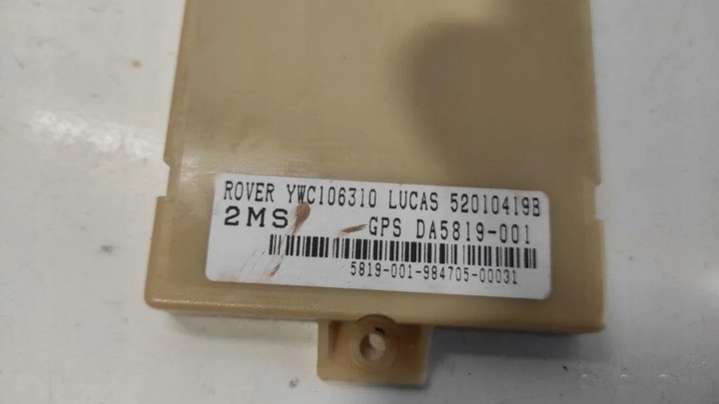 ROVER YWC106310 LUCAS 52010419B
2MS GPS DA5819-001
5819-001-984705-00031